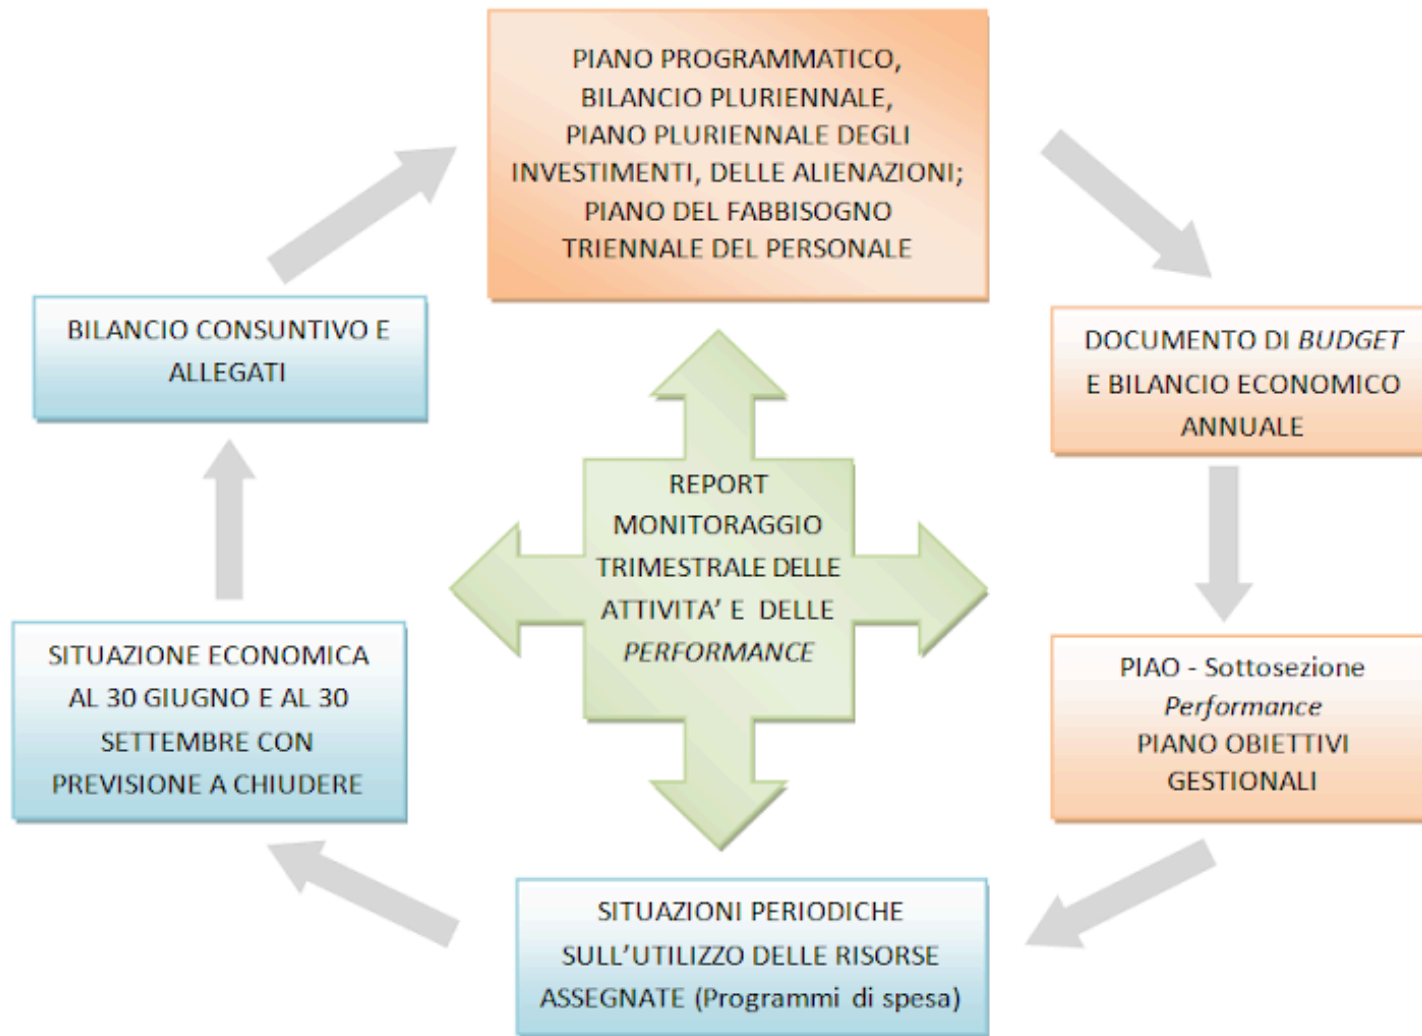 PIANO PROGRAMMATICO,
BILANCIO PLURIENNALE,
PIANO PLURIENNALE DEGLI
INVESTIMENTI, DELLE ALIENAZIONI;
PIANO DEL FABBISOGNO
TRIENNALE DEL PERSONALE
DOCUMENTO DI BUDGET
E BILANCIO ECONOMICO
ANNUALE
PIAO - Sottosezione
Performance
PIANO OBIETTIVI
GESTIONALI
SITUAZIONI PERIODICHE
SULL'UTILIZZO DELLE RISORSE
ASSEGNATE (Programmi di spesa)
SITUAZIONE ECONOMICA
AL 30 GIUGNO E AL 30
SETTEMBRE CON
PREVISIONE A CHIUDERE
BILANCIO CONSUNTIVO E
ALLEGATI
REPORT
MONITORAGGIO
TRIMESTRALE DELLE
ATTIVITA' E DELLE
PERFORMANCE